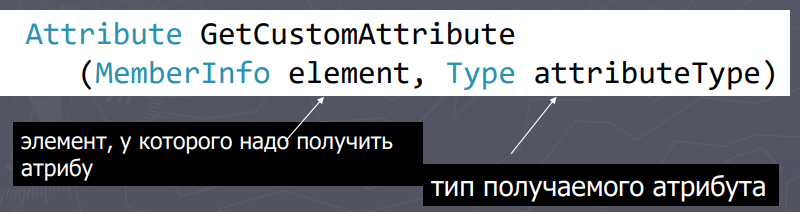 Attribute GetCustomAttribute
(MemberInfo element, Type attributeType)
элемент, у которого надо получить
атрибу
тип получаемого атрибута